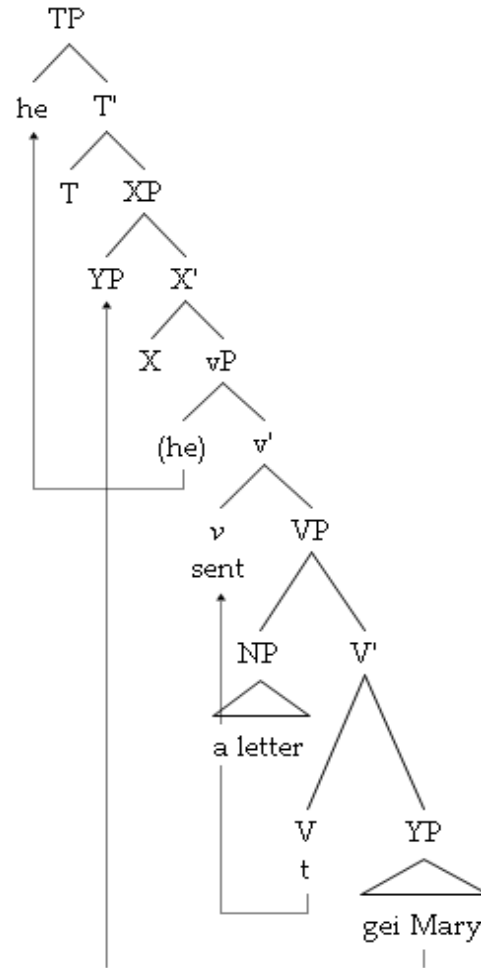 TP
he T'
T XP
YP X'
X vP
(he) v'
v VP
sent
NP V'
a letter
V YP
t
gei Mary